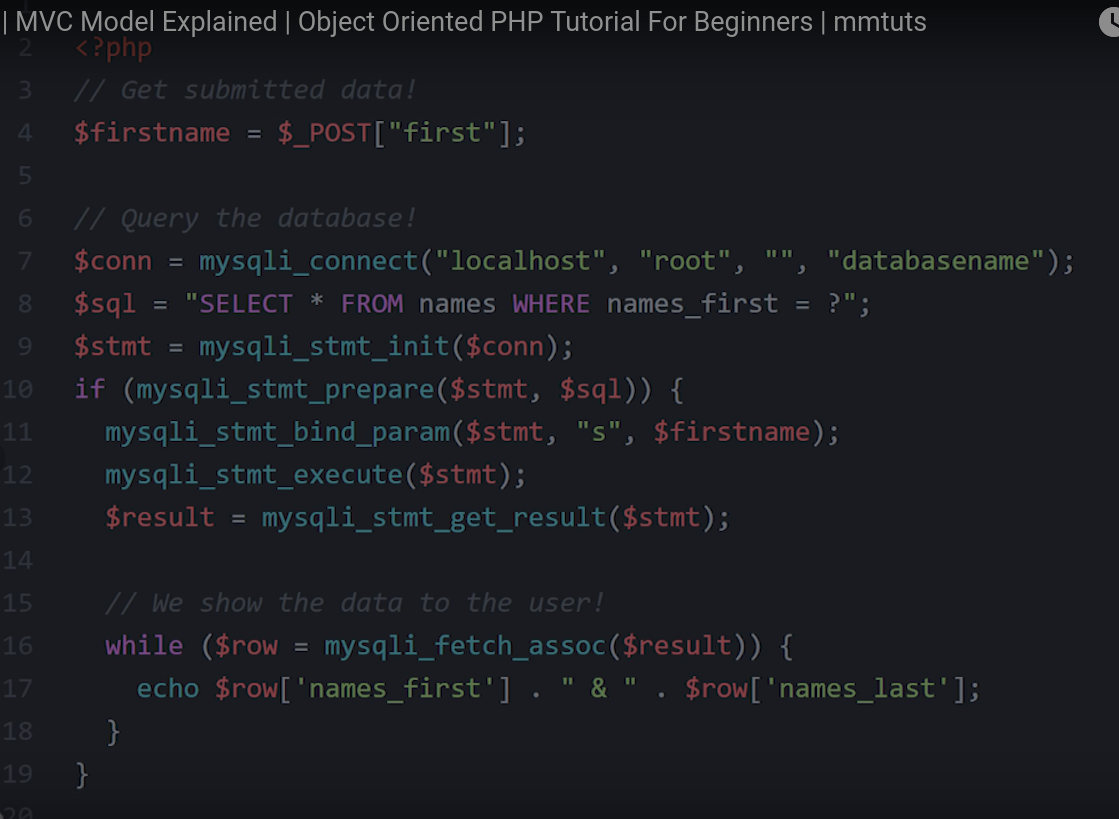 | MVC Model Explained | Object Oriented PHP Tutorial For Beginners | mmtuts
2 <?php
3 // Get submitted data!
4 $firstname = $_POST["first"];
5
6 // Query the database!
7 $conn = mysqli_connect("localhost", "root", "", "databasename");
8 $sql = "SELECT * FROM names WHERE names_first = ?";
9 $stmt = mysqli_stmt_init($conn);
10 if (mysqli_stmt_prepare($stmt, $sql)) {
11 mysqli_stmt_bind_param($stmt, "s", $firstname);
12 mysqli_stmt_execute($stmt);
13 $result = mysqli_stmt_get_result($stmt);
14
15 // We show the data to the user!
16 while ($row = mysqli_fetch_assoc($result)) {
17 echo $row['names_first'] . " & " . $row['names_last'];
18 }
19 }
20